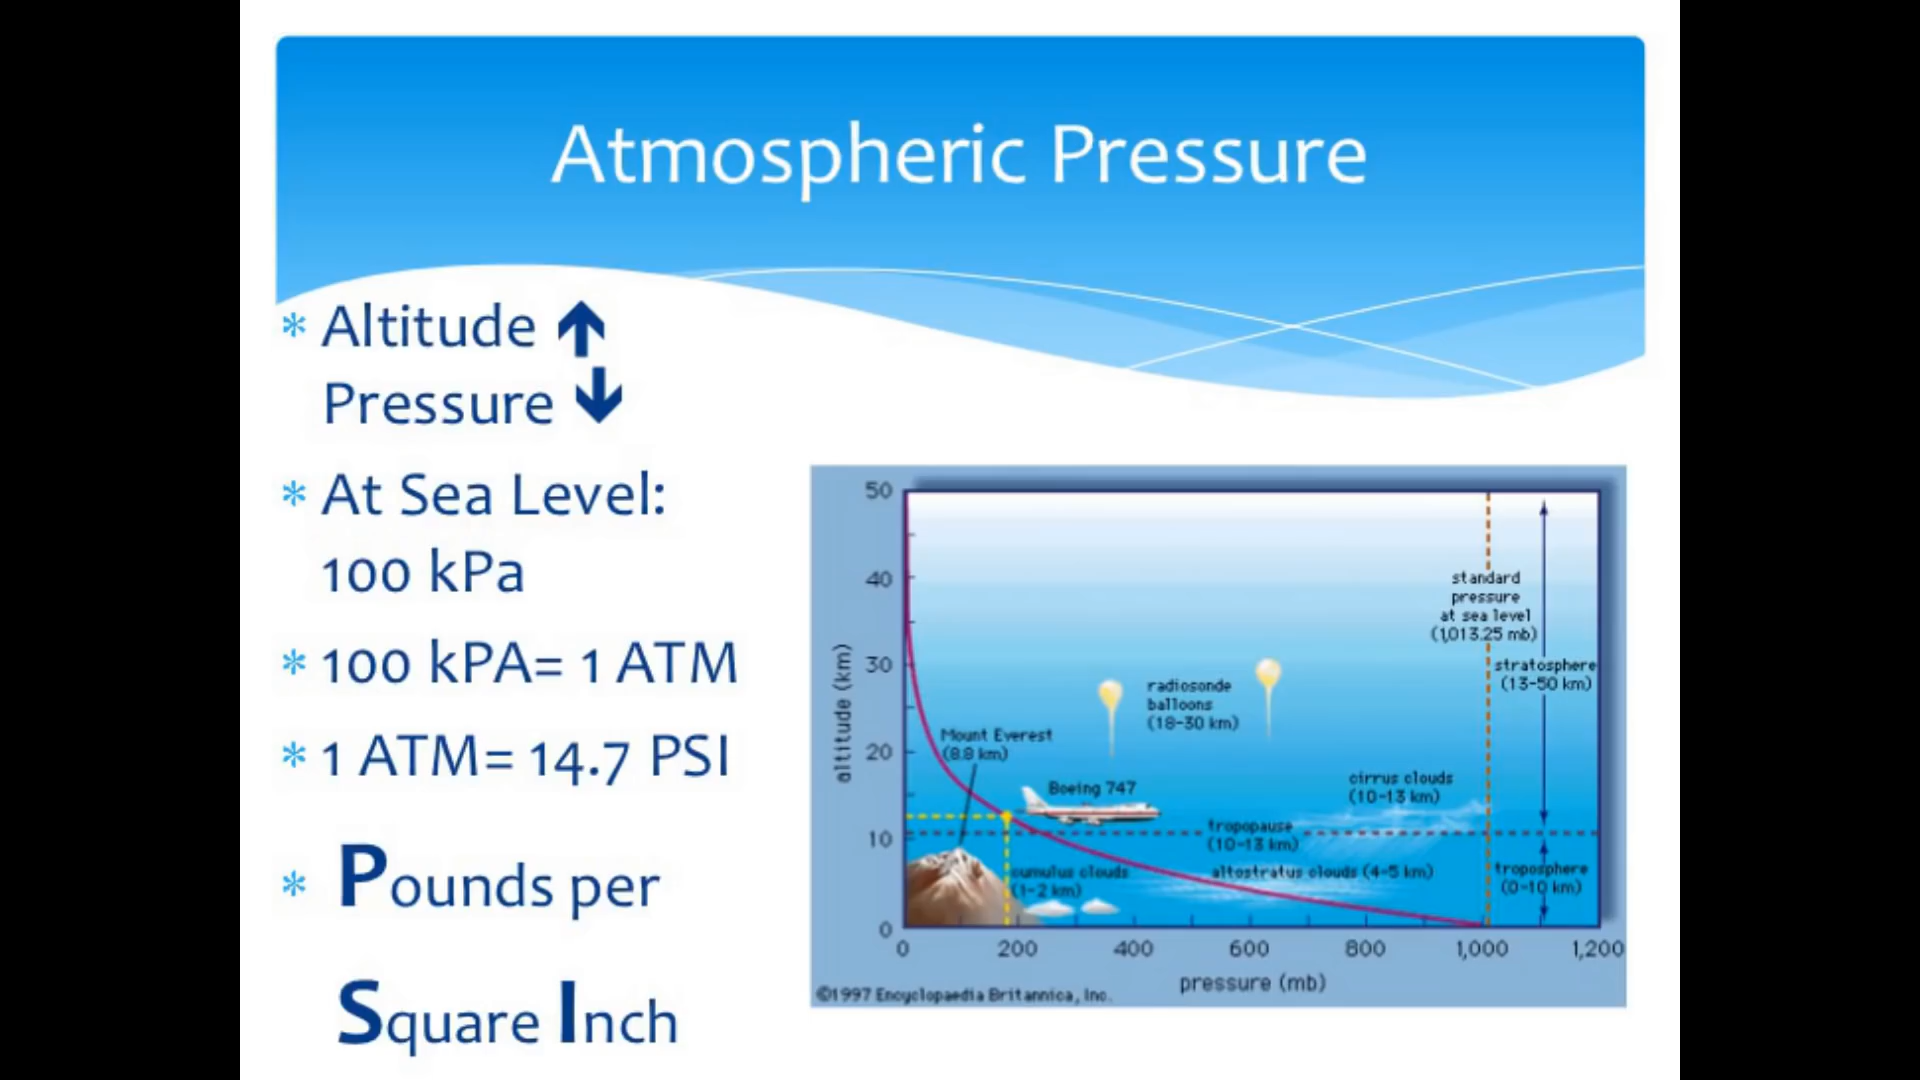 Atmospheric Pressure
* Altitude ↑
Pressure ↓
* At Sea Level:
100 kPa
* 100 kPA= 1 ATM
* 1 ATM= 14.7 PSI
* Pounds per
Square Inch
50
40
30
20
10
0
altitude (km)
0 200 400 600 800 1,000 1,200
pressure (mb)
standard
pressure
at sea level
(1,013.25 mb)
stratosphere
(13-50 km)
radiosonde
balloons
(18-30 km)
Mount Everest
(8.8 km)
Boeing 747
cirrus clouds
(10-13 km)
tropopause
(10-13 km)
cumulus clouds
(1-2 km)
altostratus clouds (4-5 km)
troposphere
(0-10 km)
©1997 Encyclopaedia Britannica, Inc.